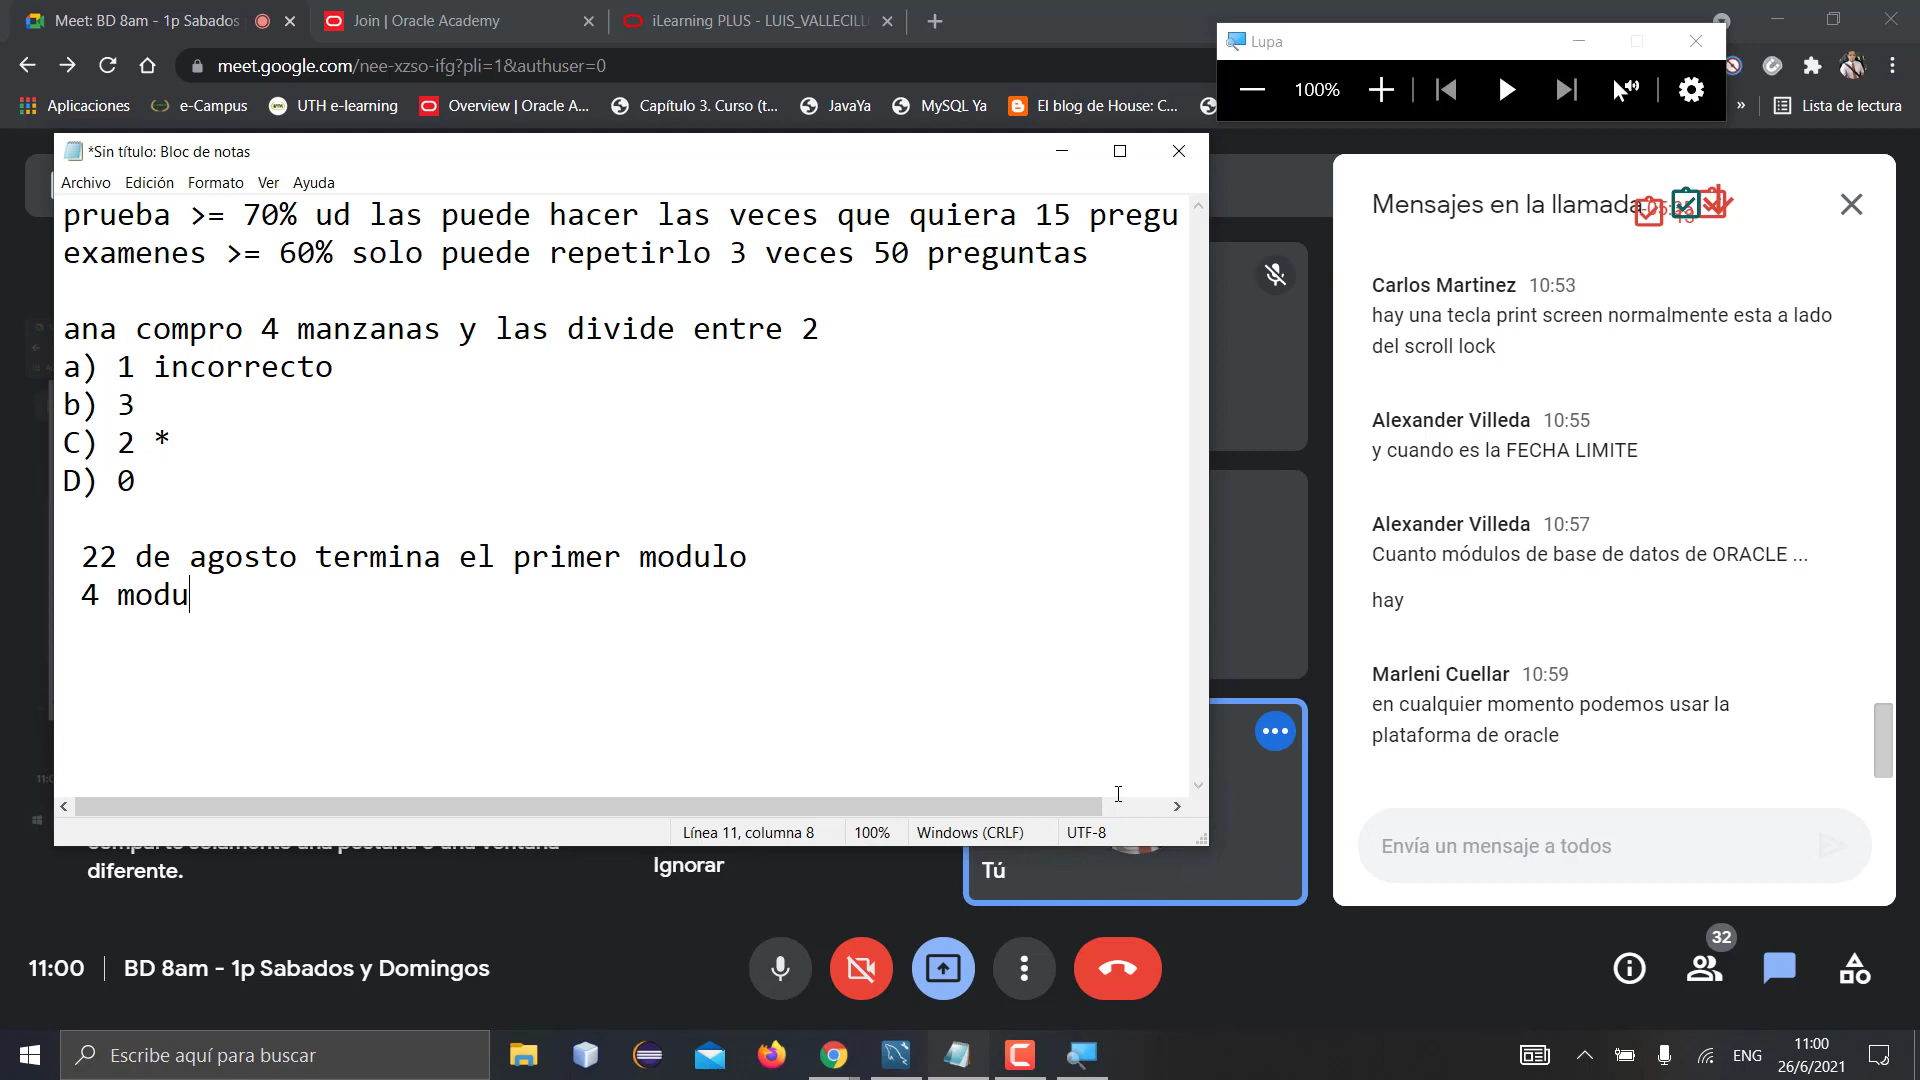 Meet: BD 8am - 1p Sabados
Join | Oracle Academy
iLearning PLUS - LUIS_VALLECILL
meet.google.com/nee-xzso-ifg?pli=1&authuser=0
Aplicaciones
e-Campus
UTH e-learning
Overview | Oracle A...
Capítulo 3. Curso (t...
JavaYa
MySQL Ya
El blog de House: C...
»
Lista de lectura
Lupa
100%
*Sin título: Bloc de notas
Archivo Edición Formato Ver Ayuda
prueba >= 70% ud las puede hacer las veces que quiera 15 pregu
examenes >= 60% solo puede repetirlo 3 veces 50 preguntas
ana compro 4 manzanas y las divide entre 2
a) 1 incorrecto
b) 3
C) 2 *
D) 0
22 de agosto termina el primer modulo
4 modu
Línea 11, columna 8
100%
Windows (CRLF)
UTF-8
diferente.
Ignorar
Tú
Mensajes en la llamada
Carlos Martinez 10:53
hay una tecla print screen normalmente esta a lado
del scroll lock
Alexander Villeda 10:55
y cuando es la FECHA LIMITE
Alexander Villeda 10:57
Cuanto módulos de base de datos de ORACLE ...
hay
Marleni Cuellar 10:59
en cualquier momento podemos usar la
plataforma de oracle
Envía un mensaje a todos
11:00
BD 8am - 1p Sabados y Domingos
32
Escribe aquí para buscar
ENG
11:00
26/6/2021